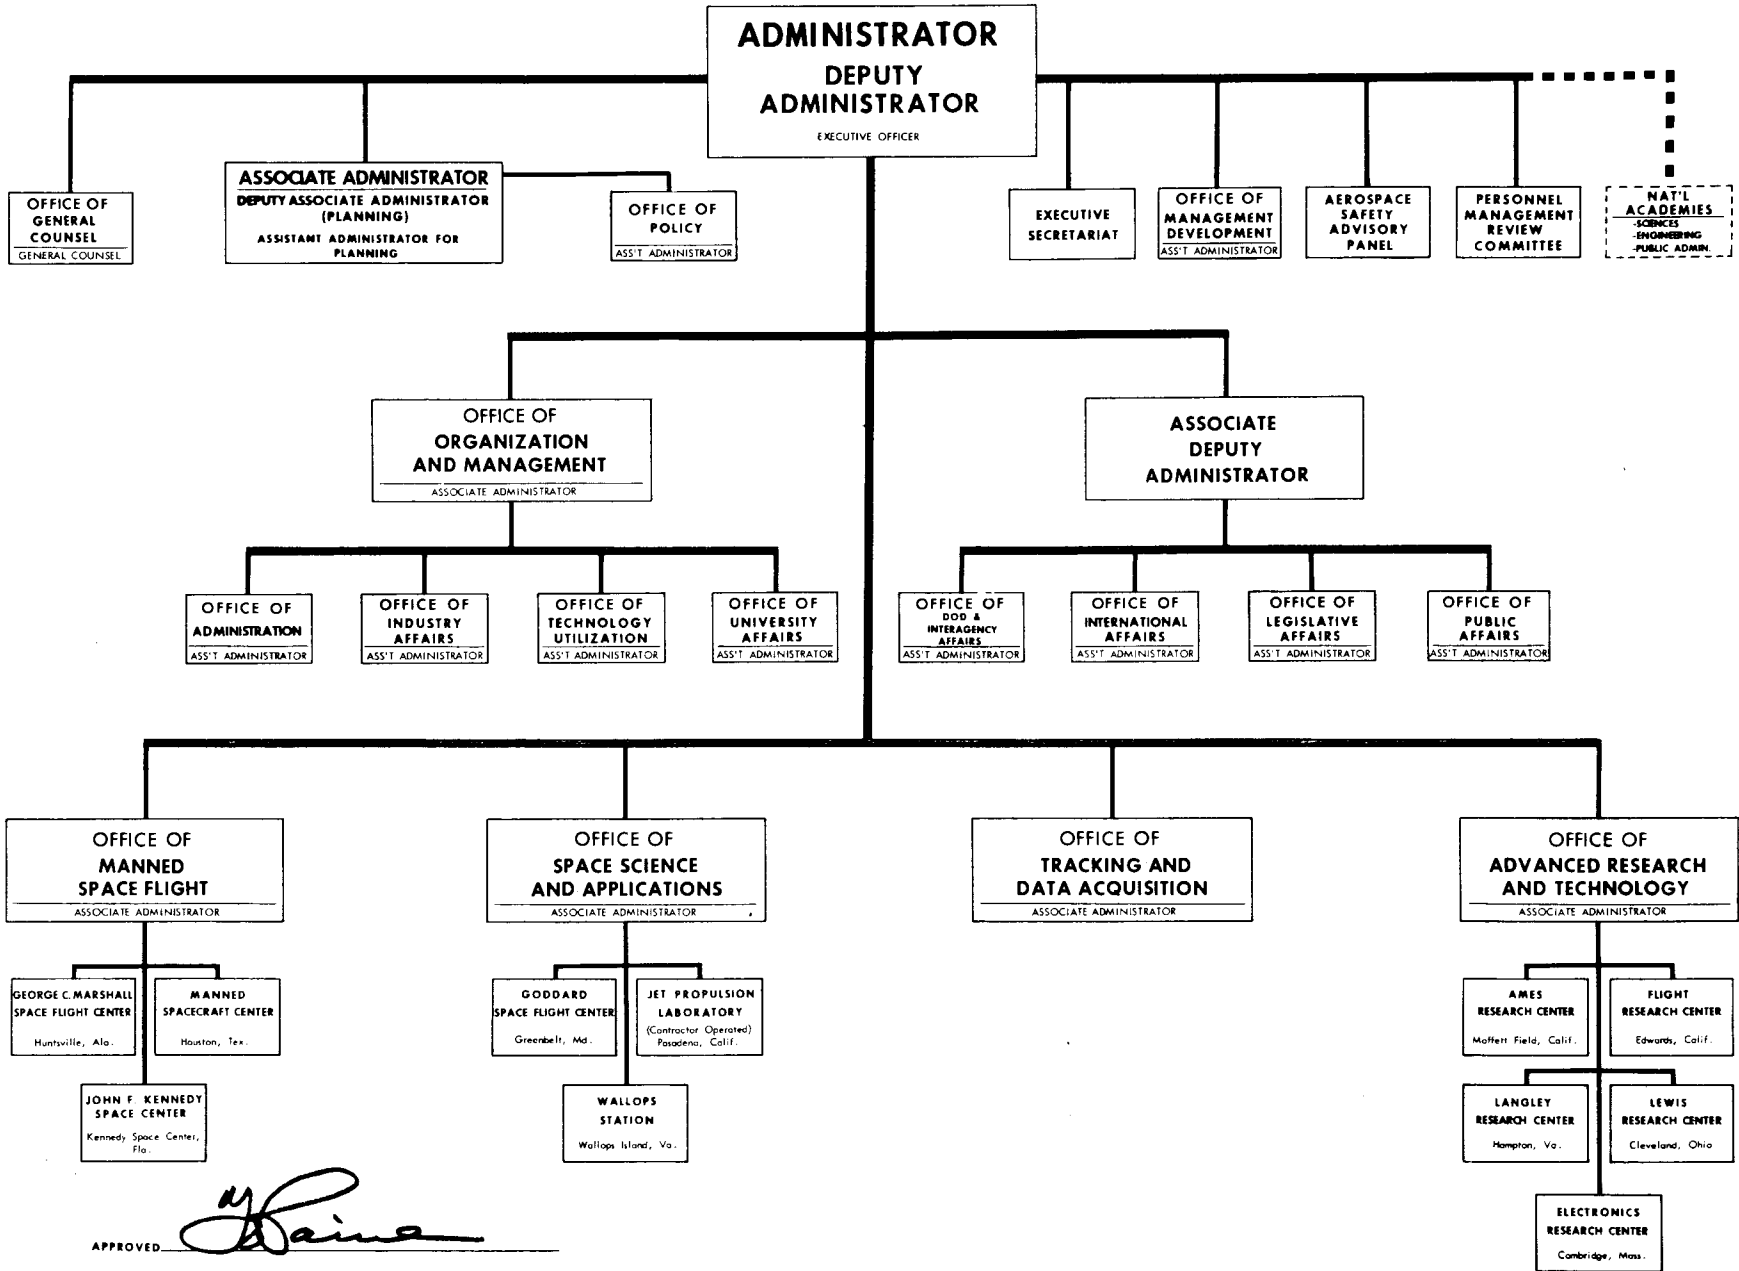 ADMINISTRATOR
DEPUTY
ADMINISTRATOR
EXECUTIVE OFFICER
OFFICE OF
GENERAL
COUNSEL
GENERAL COUNSEL
ASSOCIATE ADMINISTRATOR
DEPUTY ASSOCIATE ADMINISTRATOR
(PLANNING)
ASSISTANT ADMINISTRATOR FOR
PLANNING
OFFICE OF
POLICY
ASS'T ADMINISTRATOR
EXECUTIVE
SECRETARIAT
OFFICE OF
MANAGEMENT
DEVELOPMENT
ASS'T ADMINISTRATOR
AEROSPACE
SAFETY
ADVISORY
PANEL
PERSONNEL
MANAGEMENT
REVIEW
COMMITTEE
NAT'L
ACADEMIES
-SCIENCES
-ENGINEERING
-PUBLIC ADMIN.
OFFICE OF
ORGANIZATION
AND MANAGEMENT
ASSOCIATE ADMINISTRATOR
ASSOCIATE
DEPUTY
ADMINISTRATOR
OFFICE OF
ADMINISTRATION
ASS'T ADMINISTRATOR
OFFICE OF
INDUSTRY
AFFAIRS
ASS'T ADMINISTRATOR
OFFICE OF
TECHNOLOGY
UTILIZATION
ASS'T ADMINISTRATOR
OFFICE OF
UNIVERSITY
AFFAIRS
ASS'T ADMINISTRATOR
OFFICE OF
DOD &
INTERAGENCY
AFFAIRS
ASS'T ADMINISTRATOR
OFFICE OF
INTERNATIONAL
AFFAIRS
ASS'T ADMINISTRATOR
OFFICE OF
LEGISLATIVE
AFFAIRS
ASS'T ADMINISTRATOR
OFFICE OF
PUBLIC
AFFAIRS
ASS'T ADMINISTRATOR
OFFICE OF
MANNED
SPACE FLIGHT
ASSOCIATE ADMINISTRATOR
OFFICE OF
SPACE SCIENCE
AND APPLICATIONS
ASSOCIATE ADMINISTRATOR
OFFICE OF
TRACKING AND
DATA ACQUISITION
ASSOCIATE ADMINISTRATOR
OFFICE OF
ADVANCED RESEARCH
AND TECHNOLOGY
ASSOCIATE ADMINISTRATOR
GEORGE C. MARSHALL
SPACE FLIGHT CENTER
Huntsville, Ala.
MANNED
SPACECRAFT CENTER
Houston, Tex.
JOHN F. KENNEDY
SPACE CENTER
Kennedy Space Center,
Fla.
GODDARD
SPACE FLIGHT CENTER
Greenbelt, Md.
JET PROPULSION
LABORATORY
(Contractor Operated)
Pasadena, Calif.
WALLOPS
STATION
Wallops Island, Va.
AMES
RESEARCH CENTER
Moffett Field, Calif.
FLIGHT
RESEARCH CENTER
Edwards, Calif.
LANGLEY
RESEARCH CENTER
Hampton, Va.
LEWIS
RESEARCH CENTER
Cleveland, Ohio
ELECTRONICS
RESEARCH CENTER
Cambridge, Mass.
APPROVED Paine